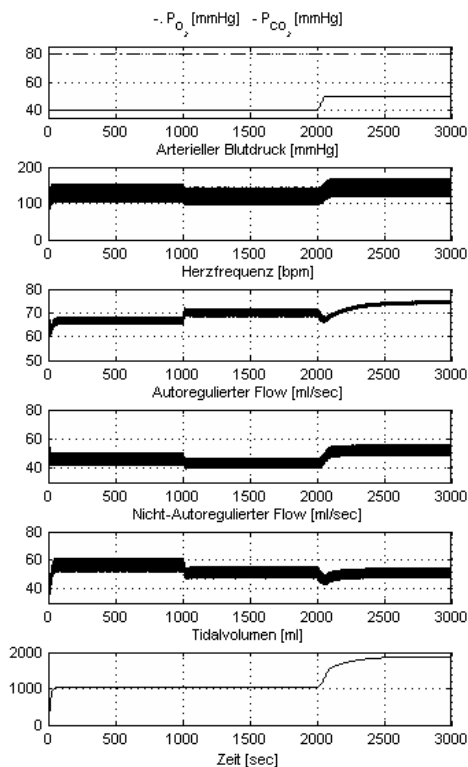 -. P_O₂ [mmHg] - P_CO₂ [mmHg]
80
60
40
0 500 1000 1500 2000 2500 3000
Arterieller Blutdruck [mmHg]
200
100
0
0 500 1000 1500 2000 2500 3000
Herzfrequenz [bpm]
80
70
60
50
0 500 1000 1500 2000 2500 3000
Autoregulierter Flow [ml/sec]
80
60
40
0 500 1000 1500 2000 2500 3000
Nicht-Autoregulierter Flow [ml/sec]
80
60
40
0 500 1000 1500 2000 2500 3000
Tidalvolumen [ml]
2000
1000
0
0 500 1000 1500 2000 2500 3000
Zeit [sec]